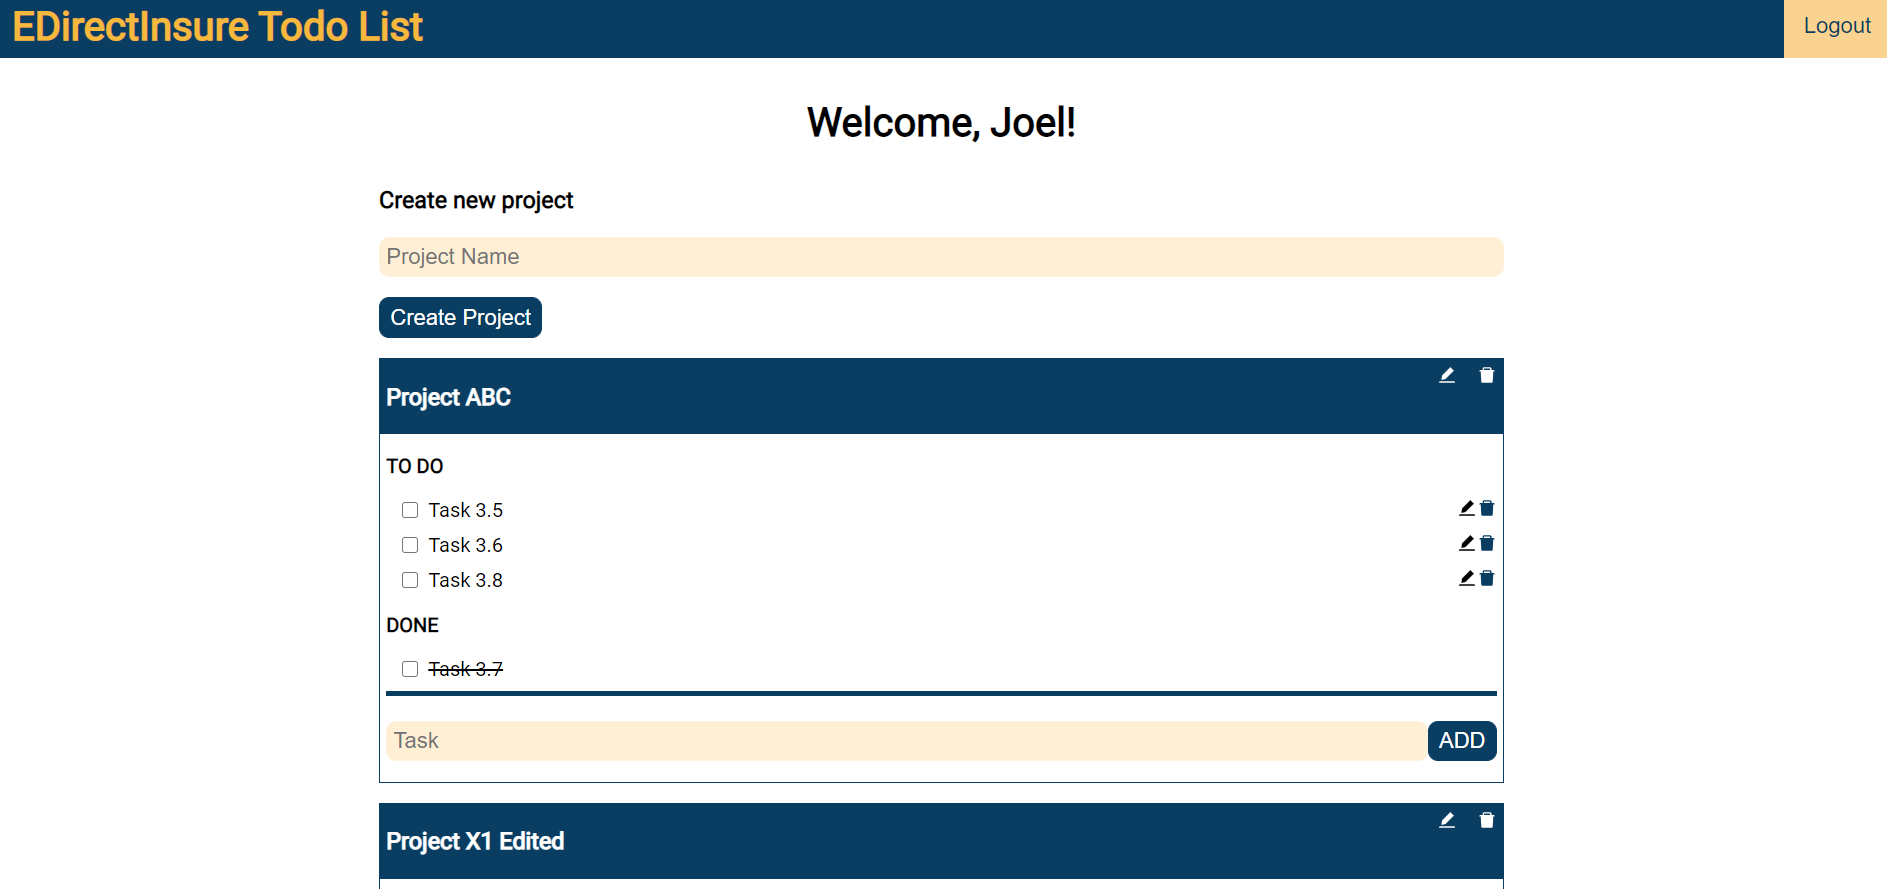 EDirectInsure Todo List
Logout
Welcome, Joel!
Create new project
Project Name
Create Project
Project ABC
TO DO
Task 3.5
Task 3.6
Task 3.8
DONE
Task 3.7
Task
ADD
Project X1 Edited